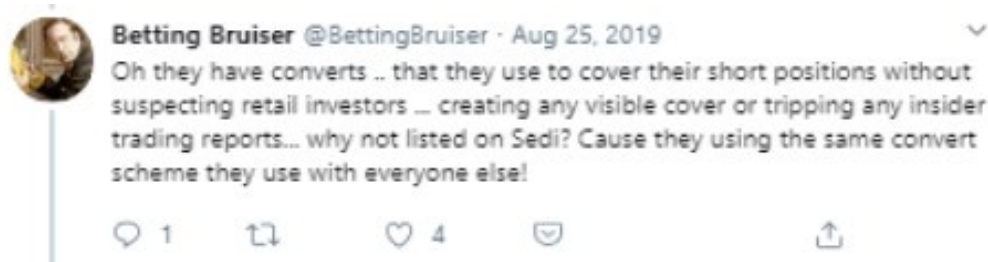 Betting Bruiser @BettingBruiser · Aug 25, 2019
Oh they have converts .. that they use to cover their short positions without
suspecting retail investors ... creating any visible cover or tripping any insider
trading reports... why not listed on Sedi? Cause they using the same convert
scheme they use with everyone else!
1 4